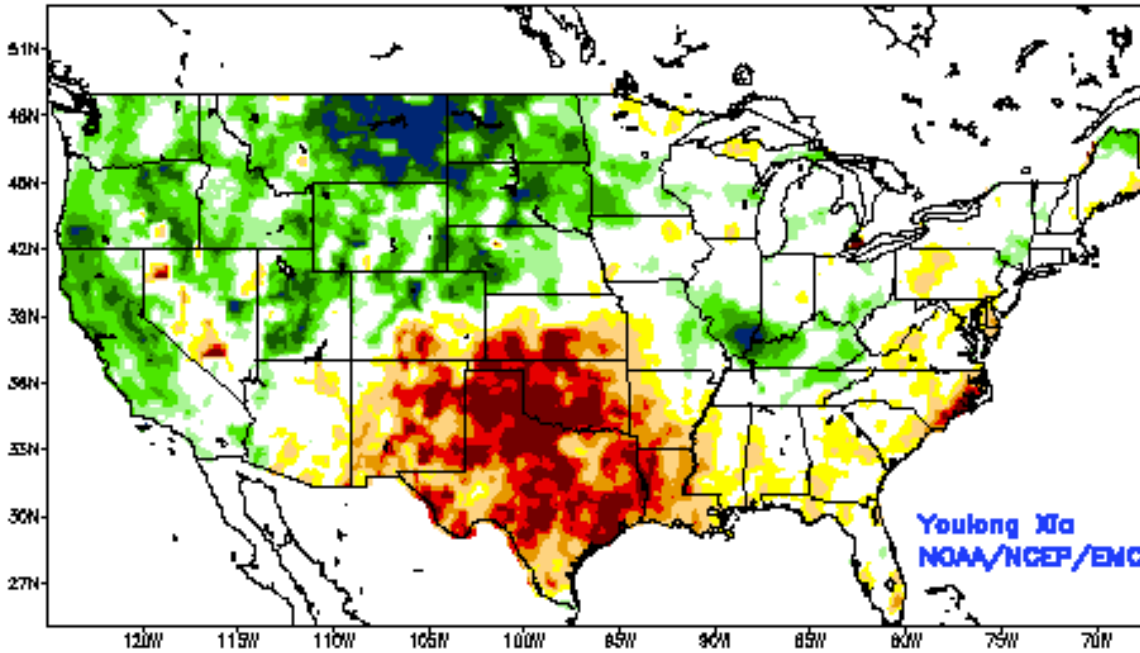 51N
48N
45N
42N
39N
36N
33N
30N
27N
Youlong Xia
NOAA/NCEP/EMC
120W 115W 110W 105W 100W 95W 90W 85W 80W 75W 70W